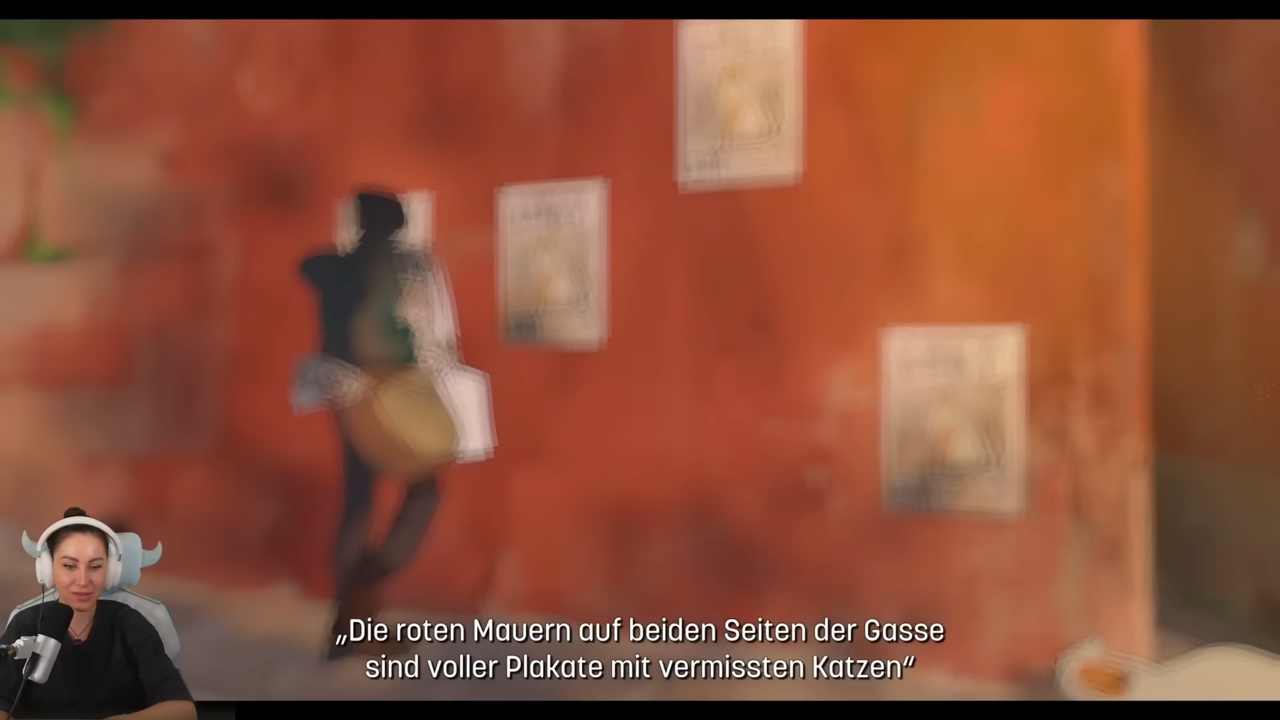 „Die roten Mauern auf beiden Seiten der Gasse
sind voller Plakate mit vermissten Katzen“